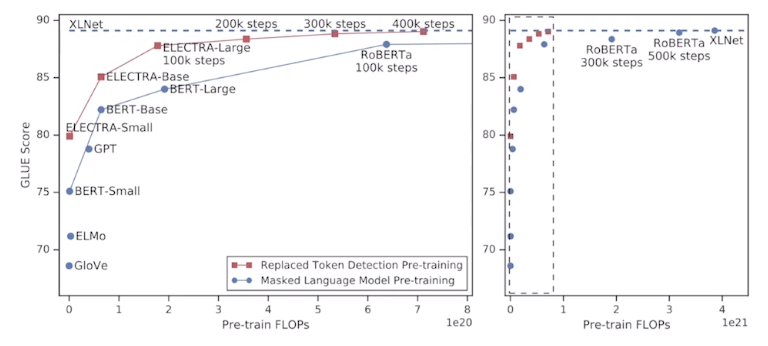 90
85
80
75
70
GLUE Score
XLNet
200k steps
300k steps
400k steps
ELECTRA-Large
100k steps
RoBERTa
100k steps
ELECTRA-Base
BERT-Large
BERT-Base
ELECTRA-Small
GPT
BERT-Small
ELMo
GloVe
Replaced Token Detection Pre-training
Masked Language Model Pre-training
0 1 2 3 4 5 6 7 8
Pre-train FLOPs
1e20
90
85
80
75
70
RoBERTa
300k steps
RoBERTa
500k steps
XLNet
0 1 2 3 4
Pre-train FLOPs
1e21